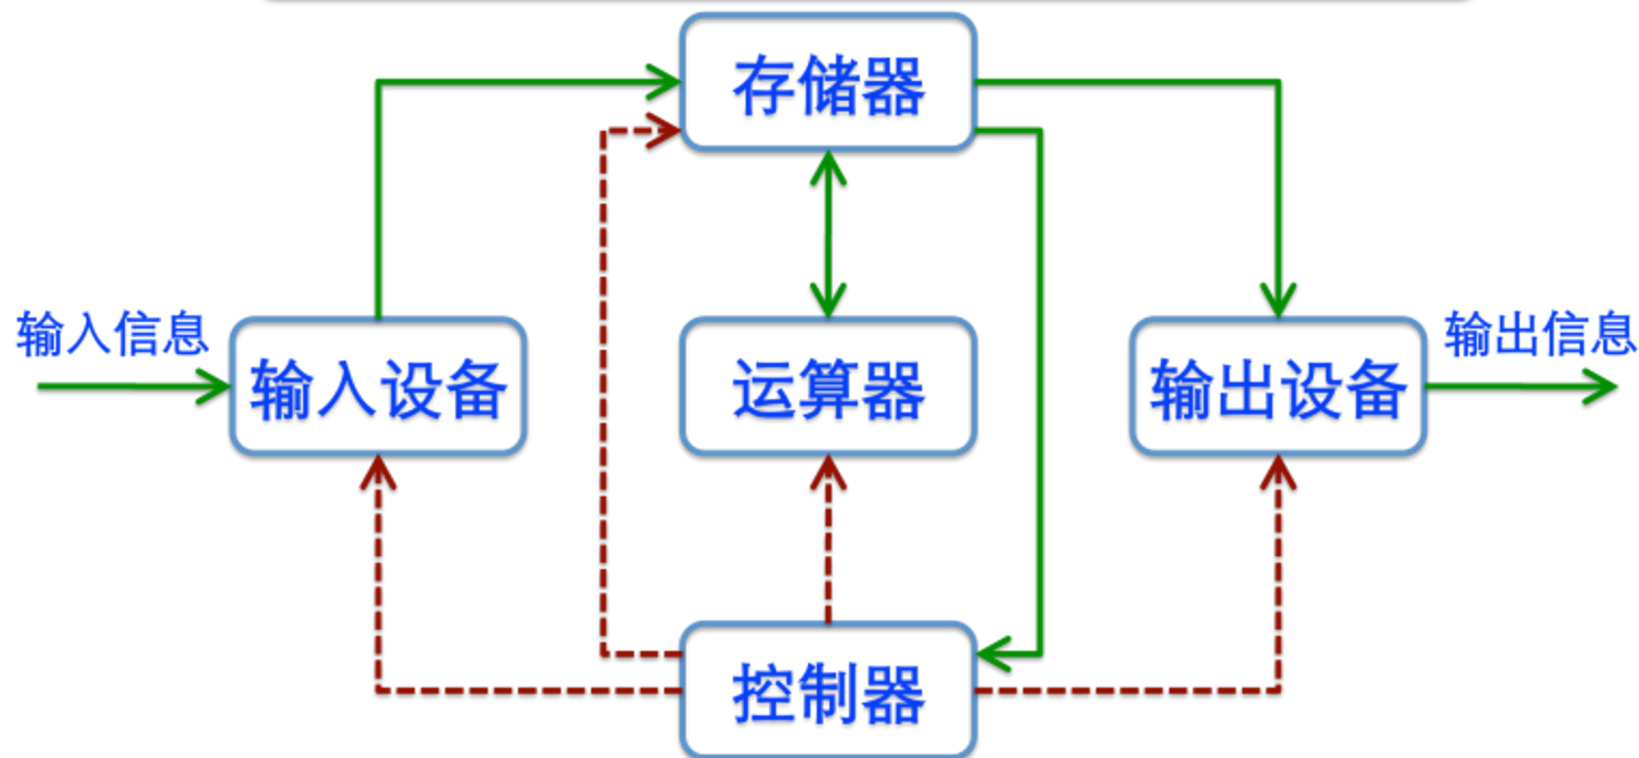 存储器
输入信息
输入设备
运算器
输出设备
输出信息
控制器